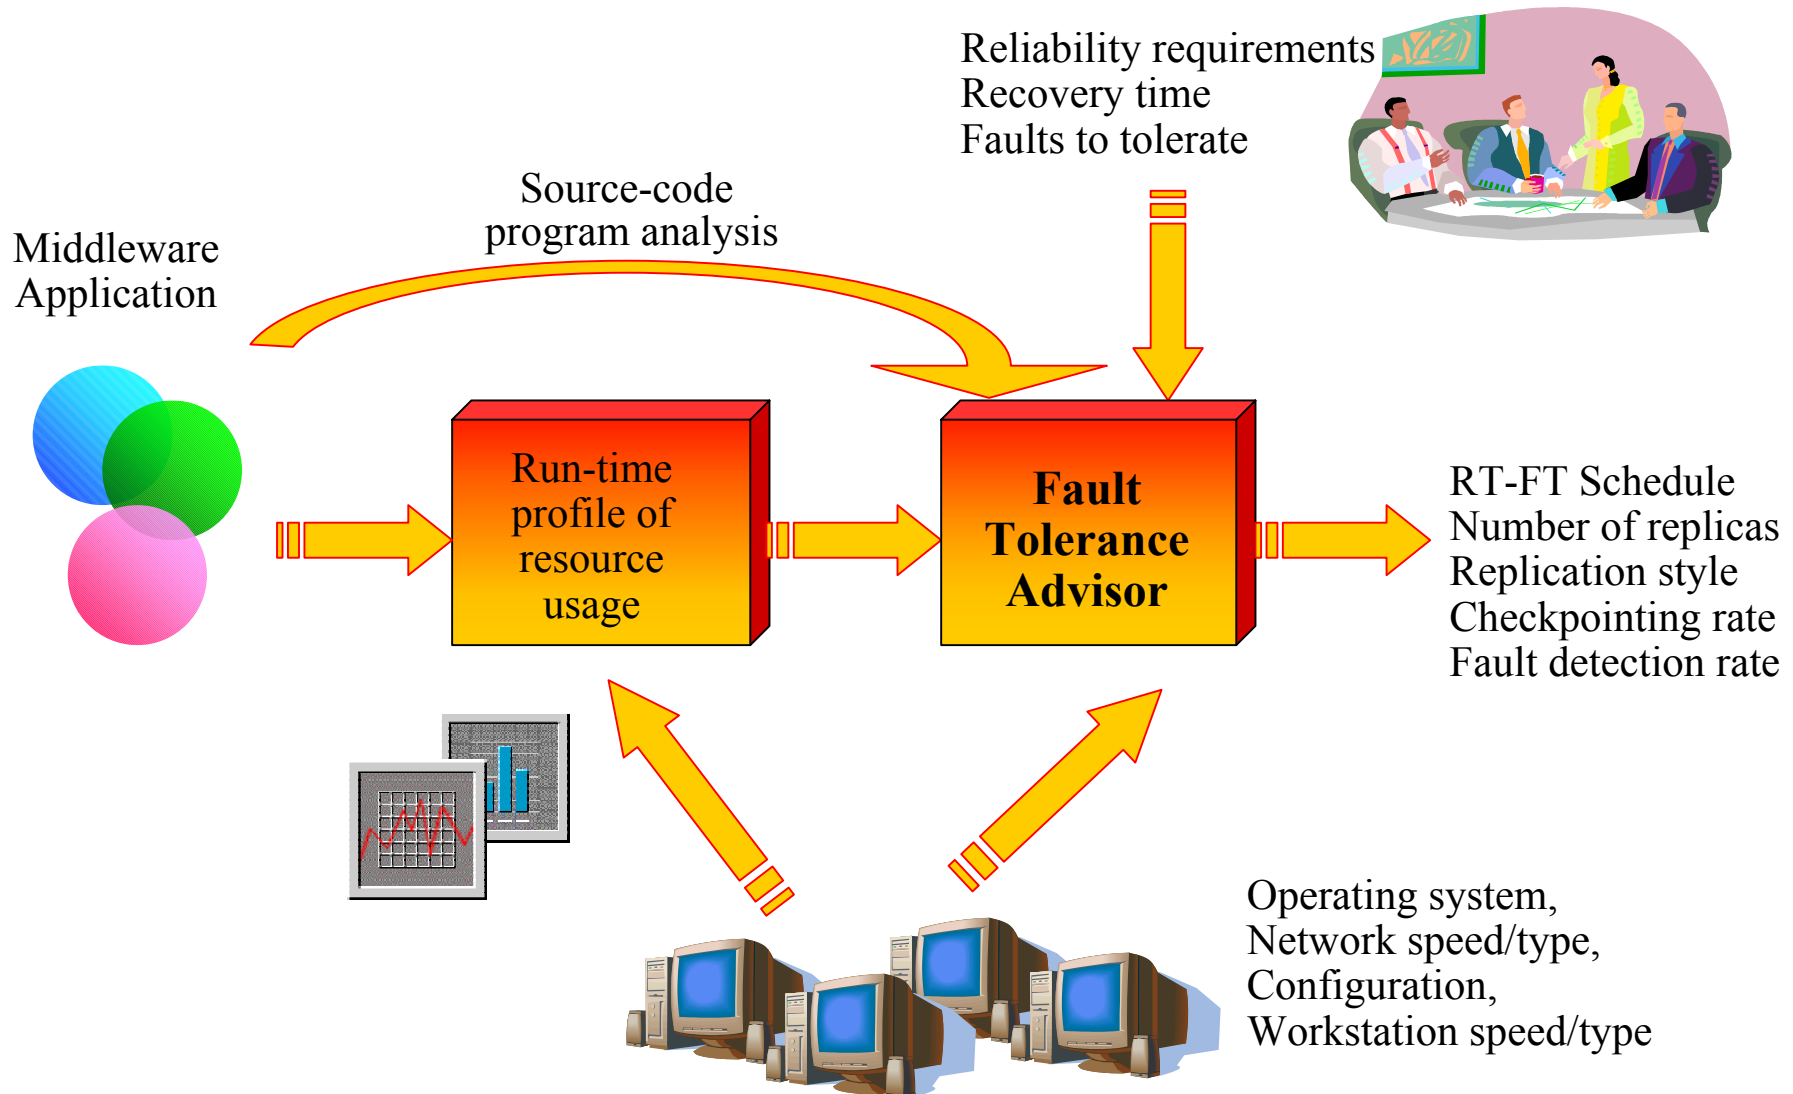 Reliability requirements
Recovery time
Faults to tolerate
Source-code
program analysis
Middleware
Application
Run-time
profile of
resource
usage
Fault
Tolerance
Advisor
RT-FT Schedule
Number of replicas
Replication style
Checkpointing rate
Fault detection rate
Operating system,
Network speed/type,
Configuration,
Workstation speed/type